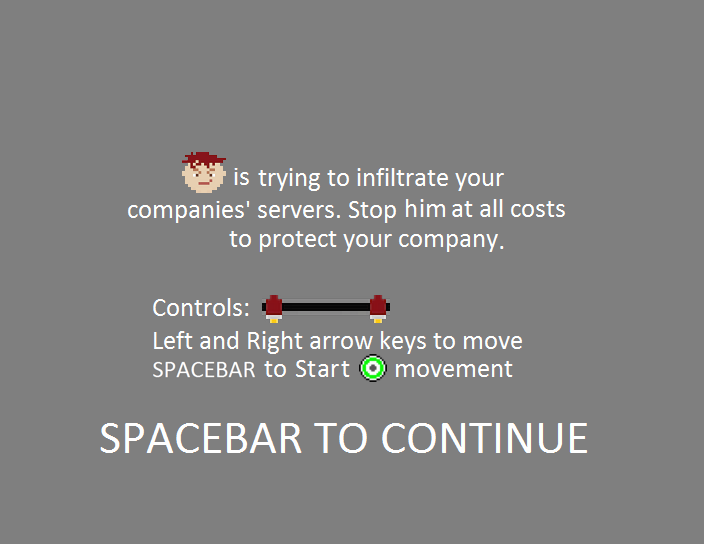 is trying to infiltrate your
companies' servers. Stop him at all costs
to protect your company.
Controls:
Left and Right arrow keys to move
SPACEBAR to Start movement
SPACEBAR TO CONTINUE